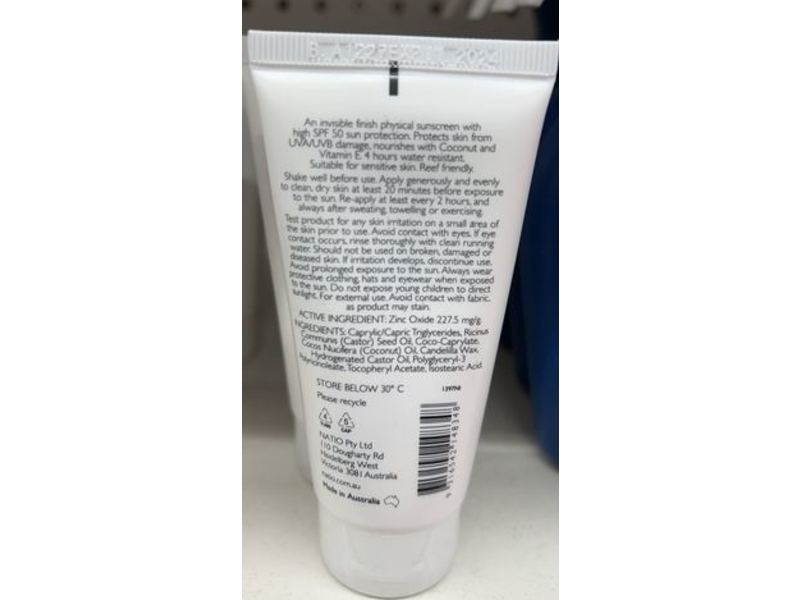 2024
An invisible finish physical sunscreen with
high SPF 50 sun protection. Protects skin from
UVA/UVB damage, nourishes with Coconut and
Vitamin E. 4 hours water resistant.
Suitable for sensitive skin. Reef friendly.
Shake well before use. Apply generously and evenly
to clean, dry skin at least 20 minutes before exposure
to the sun. Re-apply at least every 2 hours, and
always after sweating, towelling or exercising.
Test product for any skin irritation on a small area of
the skin prior to use. Avoid contact with eyes. If eye
contact occurs, rinse thoroughly with clean running
water. Should not be used on broken, damaged or
diseased skin. If irritation develops, discontinue use.
Avoid prolonged exposure to the sun. Always wear
protective clothing, hats and eyewear when exposed
to the sun. Do not expose young children to direct
sunlight. For external use. Avoid contact with fabric,
as product may stain.
ACTIVE INGREDIENT: Zinc Oxide 227.5 mg/g.
INGREDIENTS: Caprylic/Capric Triglycerides, Ricinus
Communis (Castor) Seed Oil, Coco-Caprylate,
Cocos Nucifera (Coconut) Oil, Candelilla Wax,
Hydrogenated Castor Oil, Polyglyceryl-3
Polyricinoleate, Tocopheryl Acetate, Isostearic Acid.
STORE BELOW 30° C
Please recycle
4 5
TUBE CAP
NATIO Pty Ltd
110 Dougharty Rd
Heidelberg West
Victoria 3081 Australia
natio.com.au
Made in Australia
9 316542 148348